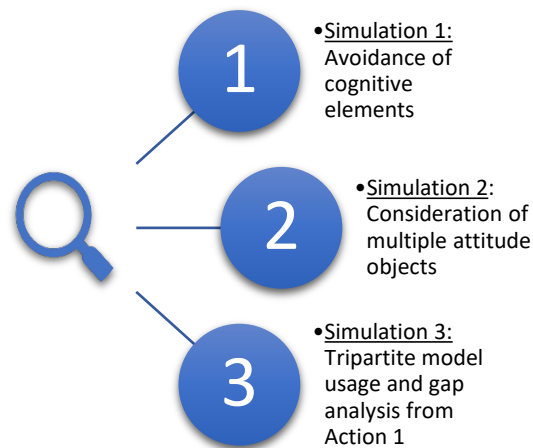 1
•Simulation 1:
Avoidance of
cognitive
elements
2
•Simulation 2:
Consideration of
multiple attitude
objects
3
•Simulation 3:
Tripartite model
usage and gap
analysis from
Action 1